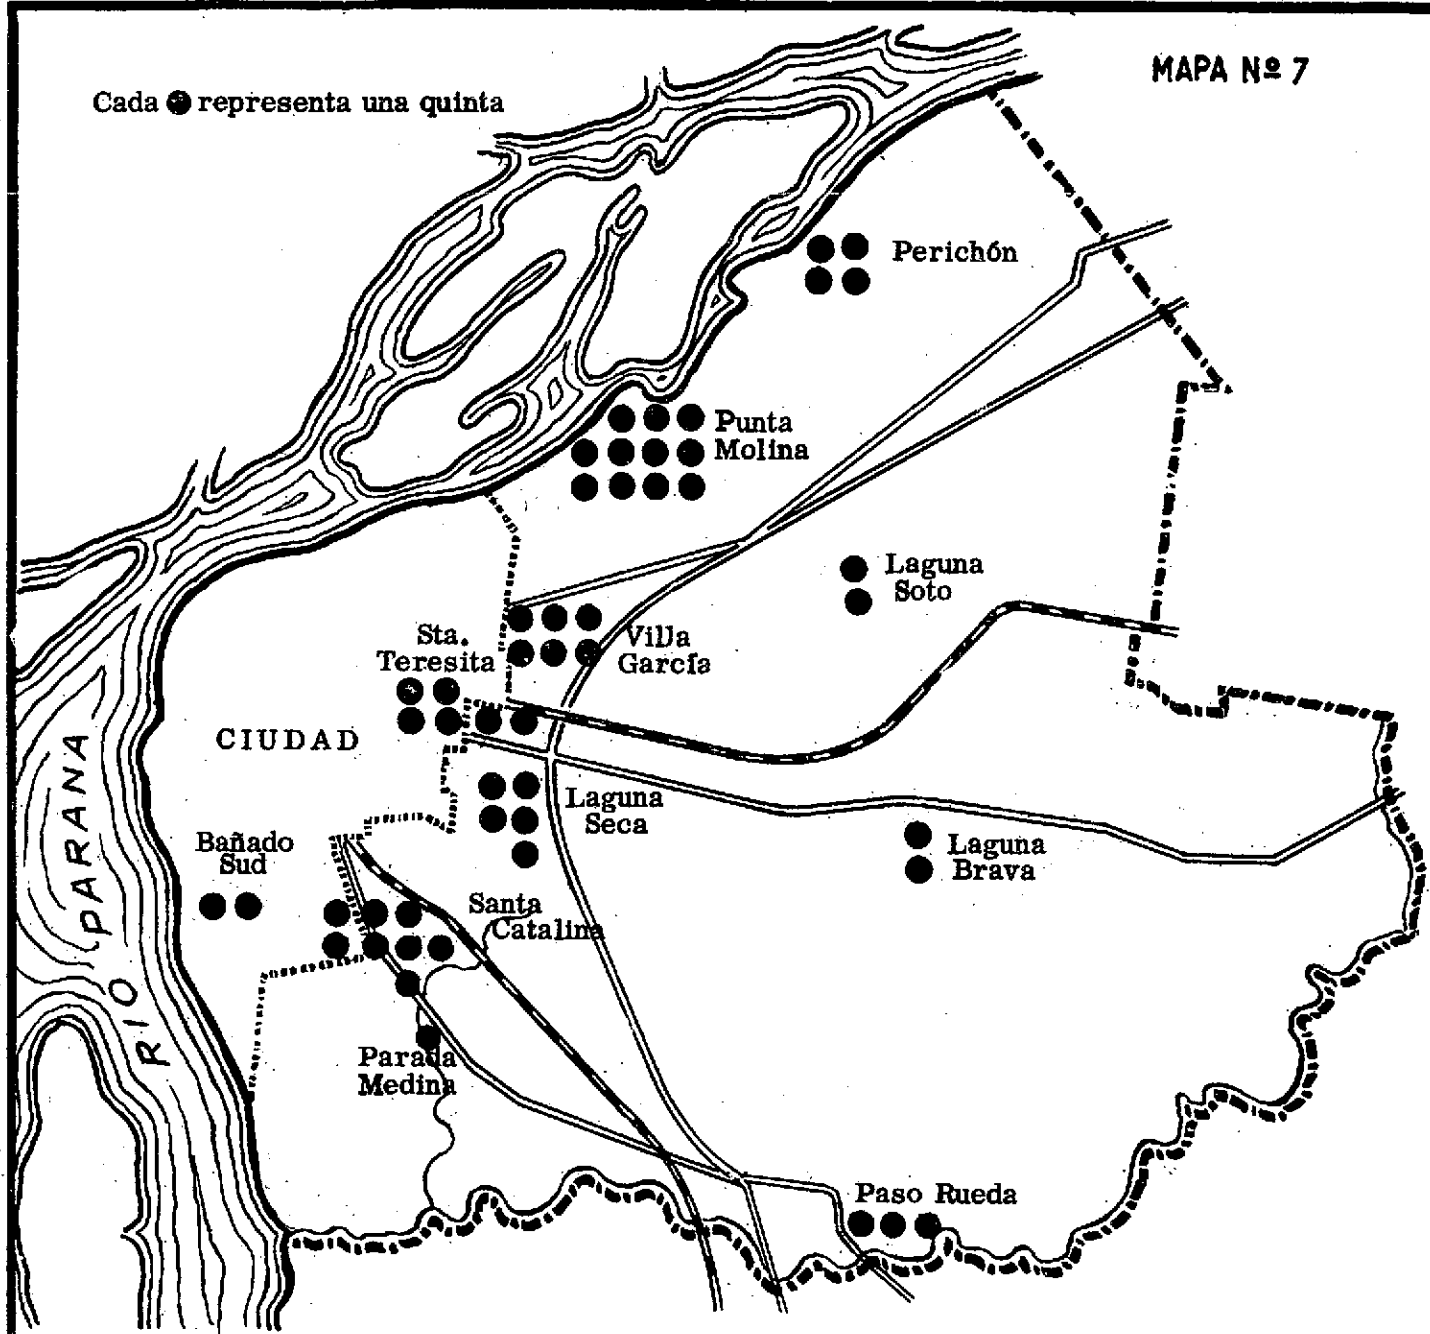 MAPA Nº 7
Cada ● representa una quinta
Perichón
Punta
Molina
Laguna
Soto
Sta.
Teresita
Villa
García
CIUDAD
Laguna
Seca
Bañado
Sud
Laguna
Brava
Santa
Catalina
RIO PARANA
Parada
Medina
Paso Rueda